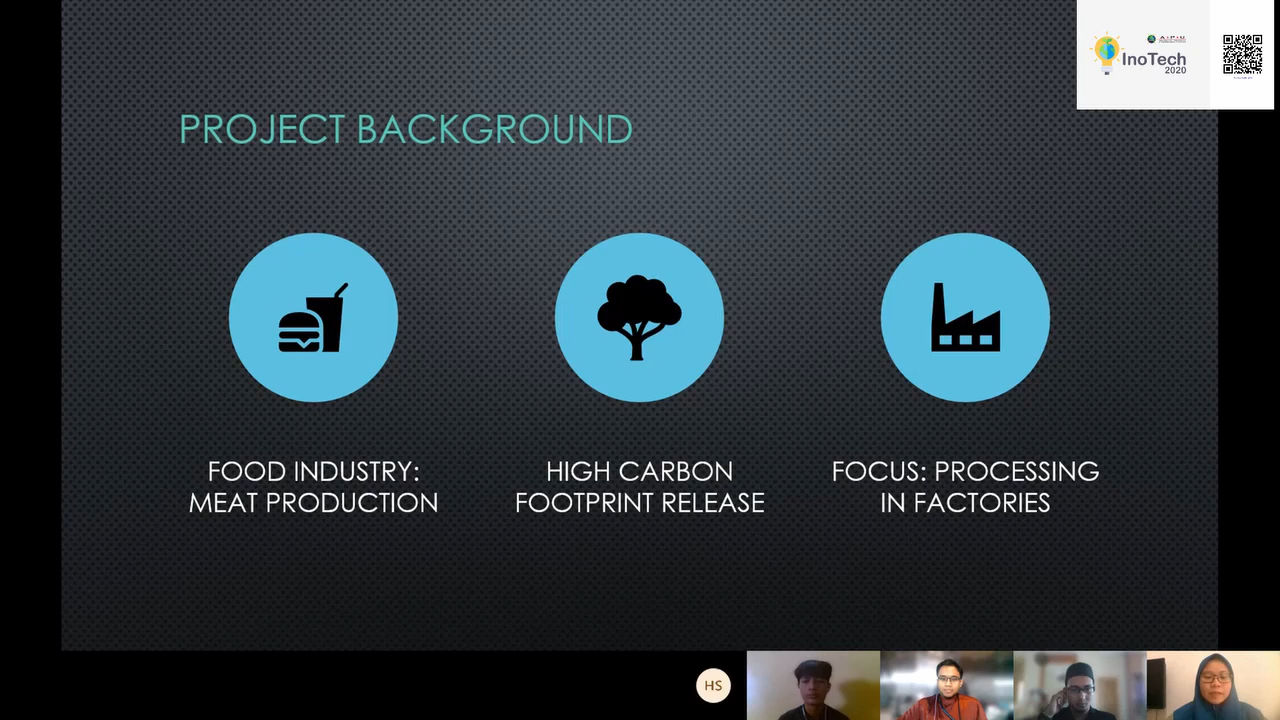 InoTech
2020
PROJECT BACKGROUND
FOOD INDUSTRY:
MEAT PRODUCTION
HIGH CARBON
FOOTPRINT RELEASE
FOCUS: PROCESSING
IN FACTORIES
HS